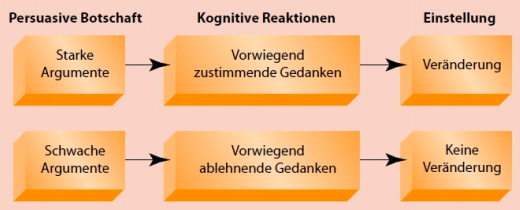 Persuasive Botschaft Kognitive Reaktionen Einstellung
Starke
Argumente
Vorwiegend
zustimmende Gedanken
Veränderung
Schwache
Argumente
Vorwiegend
ablehnende Gedanken
Keine
Veränderung